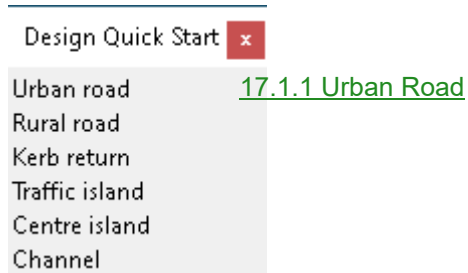 Design Quick Start x
Urban road 17.1.1 Urban Road
Rural road
Kerb return
Traffic island
Centre island
Channel